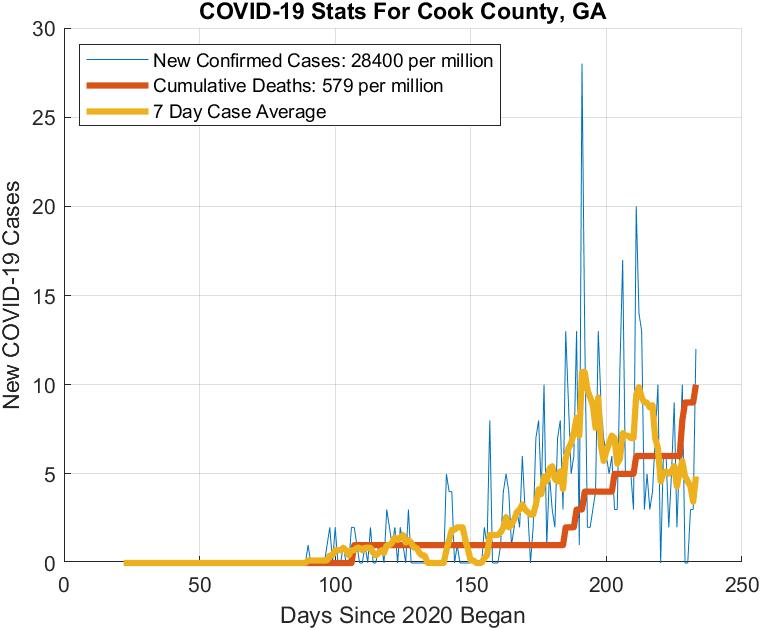 COVID-19 Stats For Cook County, GA
30
25
20
15
10
5
0
New COVID-19 Cases
New Confirmed Cases: 28400 per million
Cumulative Deaths: 579 per million
7 Day Case Average
0 50 100 150 200 250
Days Since 2020 Began